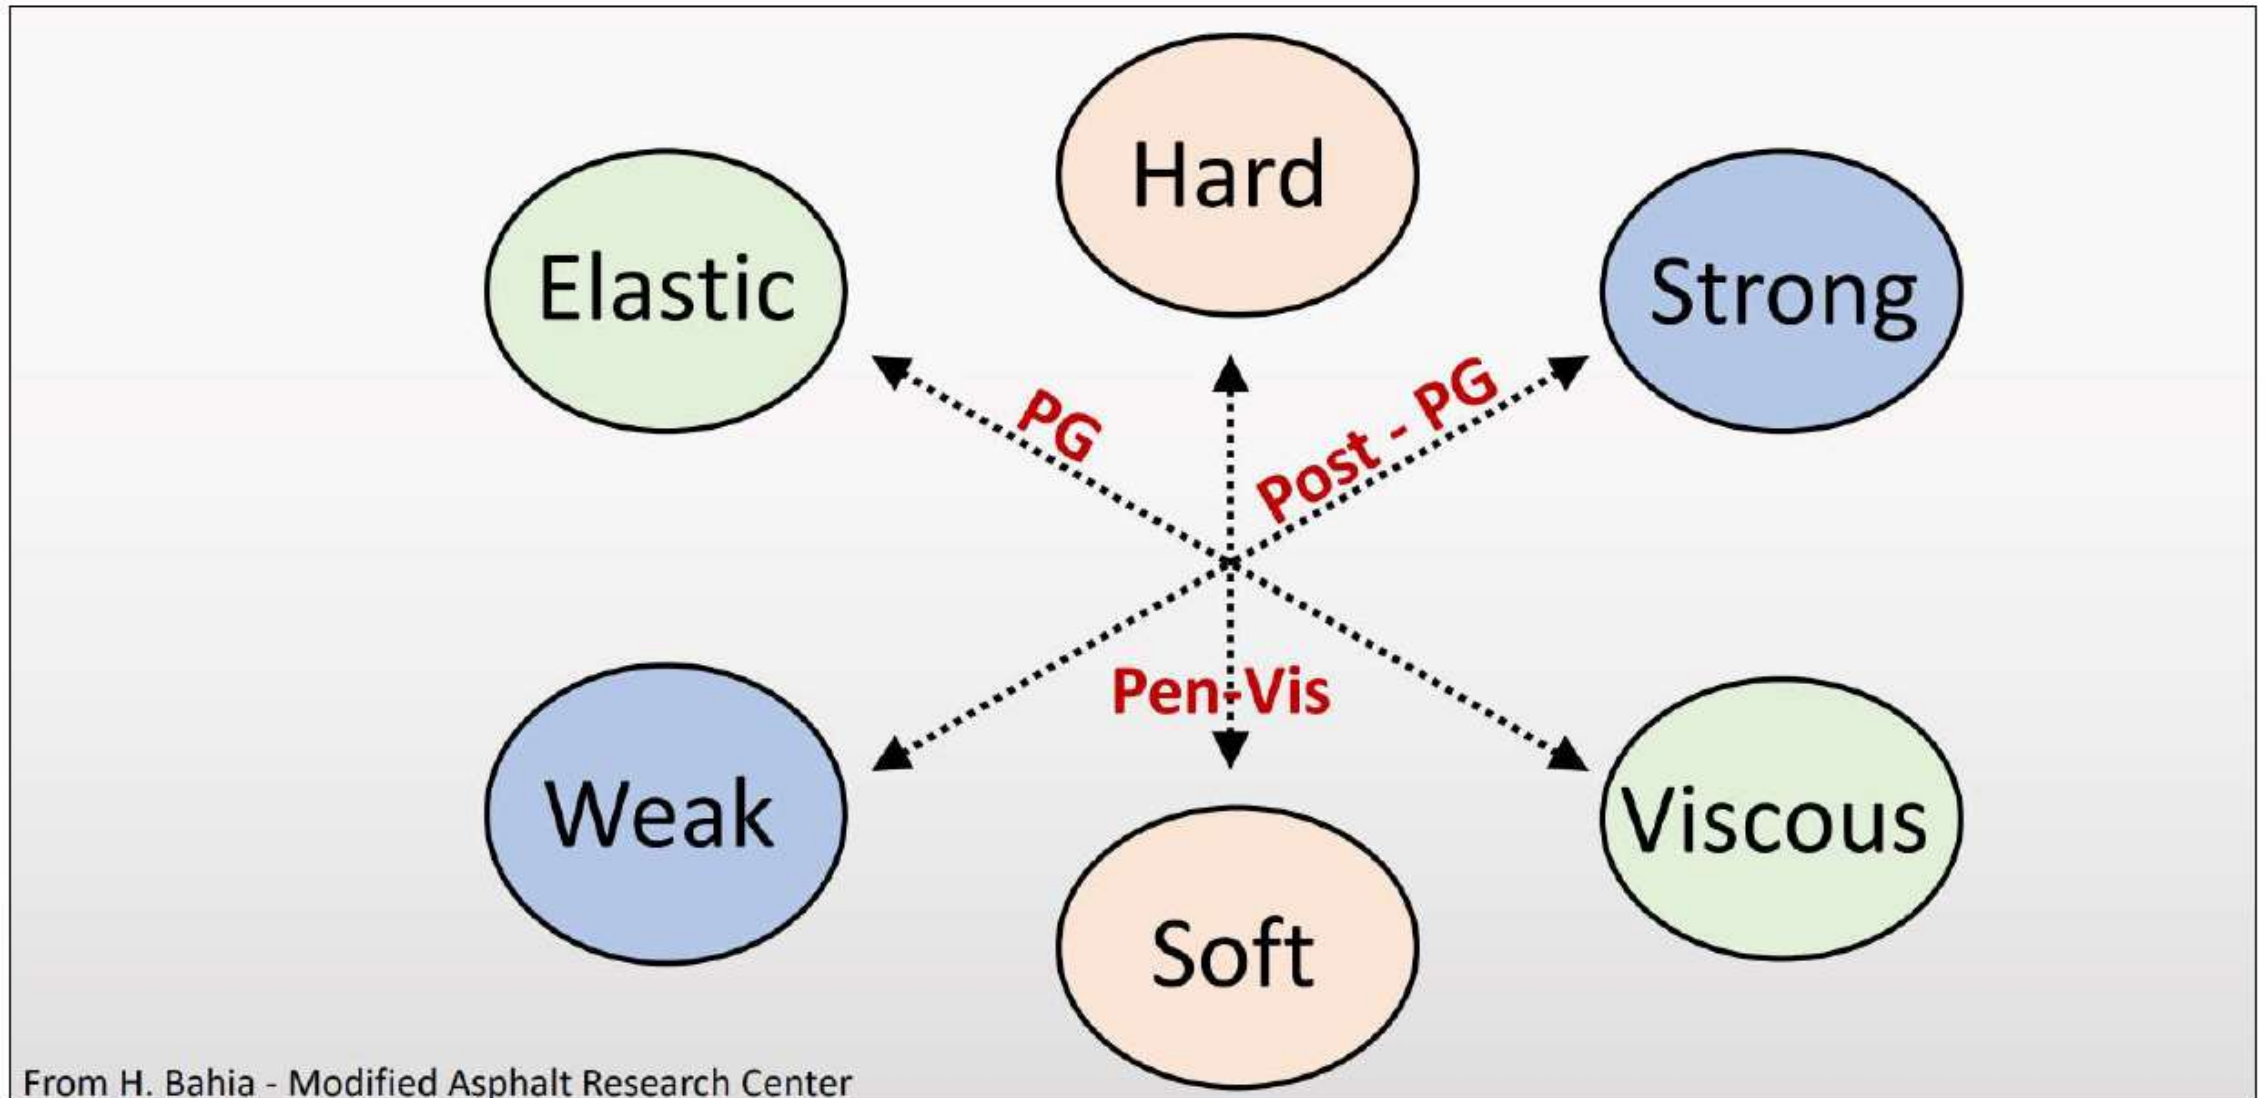 Hard
Elastic
Strong
PG
Post - PG
Pen-Vis
Weak
Viscous
Soft
From H. Bahia - Modified Asphalt Research Center